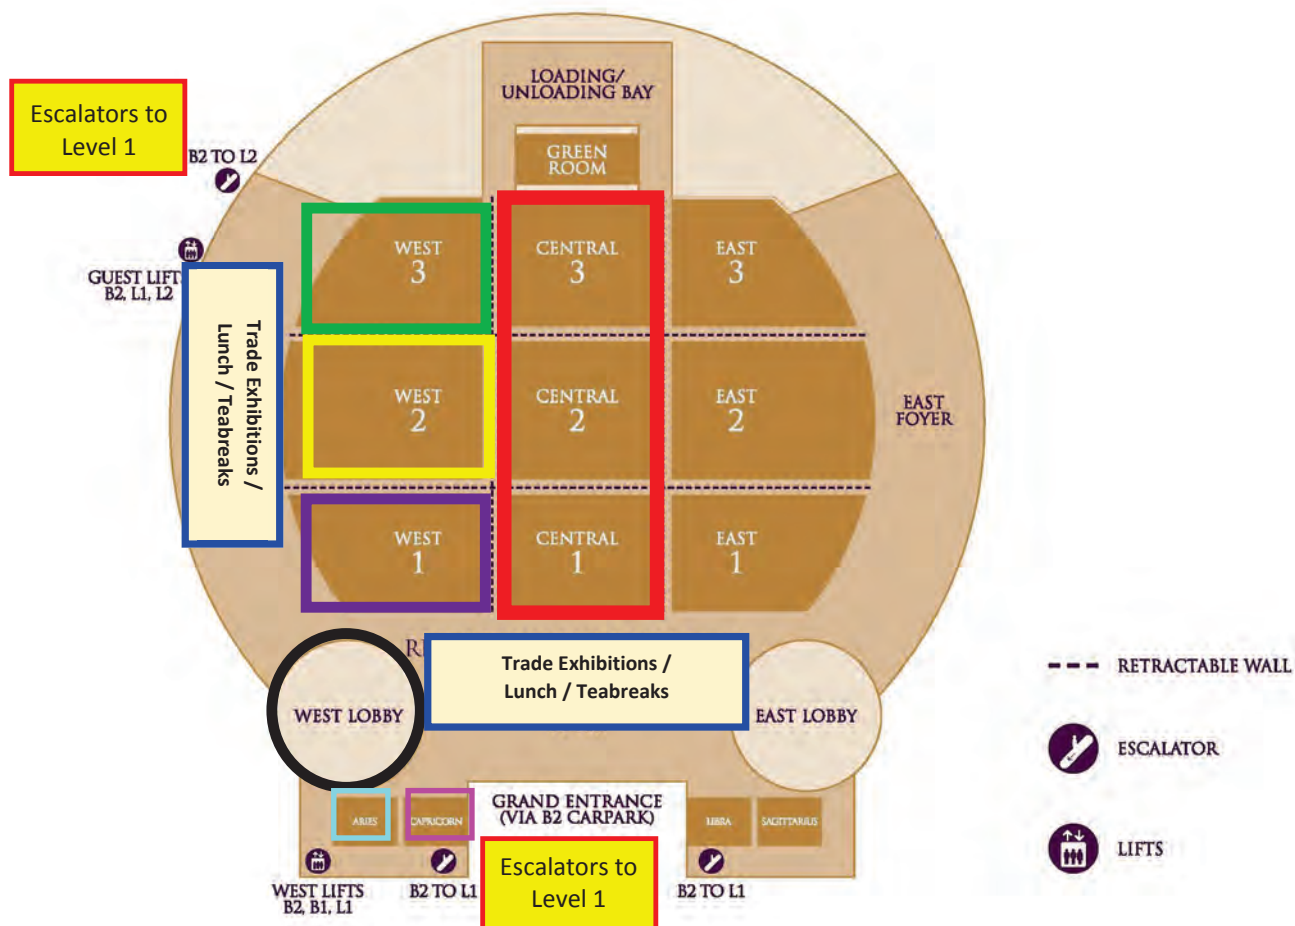 LOADING/
UNLOADING BAY
Escalators to
Level 1
B2 TO L2
GREEN
ROOM
GUEST LIFTS
B2, L1, L2
WEST
3
CENTRAL
3
EAST
3
Trade Exhibitions /
Lunch / Teabreaks
WEST
2
CENTRAL
2
EAST
2
EAST
FOYER
WEST
1
CENTRAL
1
EAST
1
Trade Exhibitions /
Lunch / Teabreaks
WEST LOBBY
EAST LOBBY
RETRACTABLE WALL
ESCALATOR
LIFTS
GRAND ENTRANCE
(VIA B2 CARPARK)
ARIES
CAPRICORN
LIBRA
SAGITTARIUS
WEST LIFTS
B2, B1, L1
B2 TO L1
Escalators to
Level 1
B2 TO L1